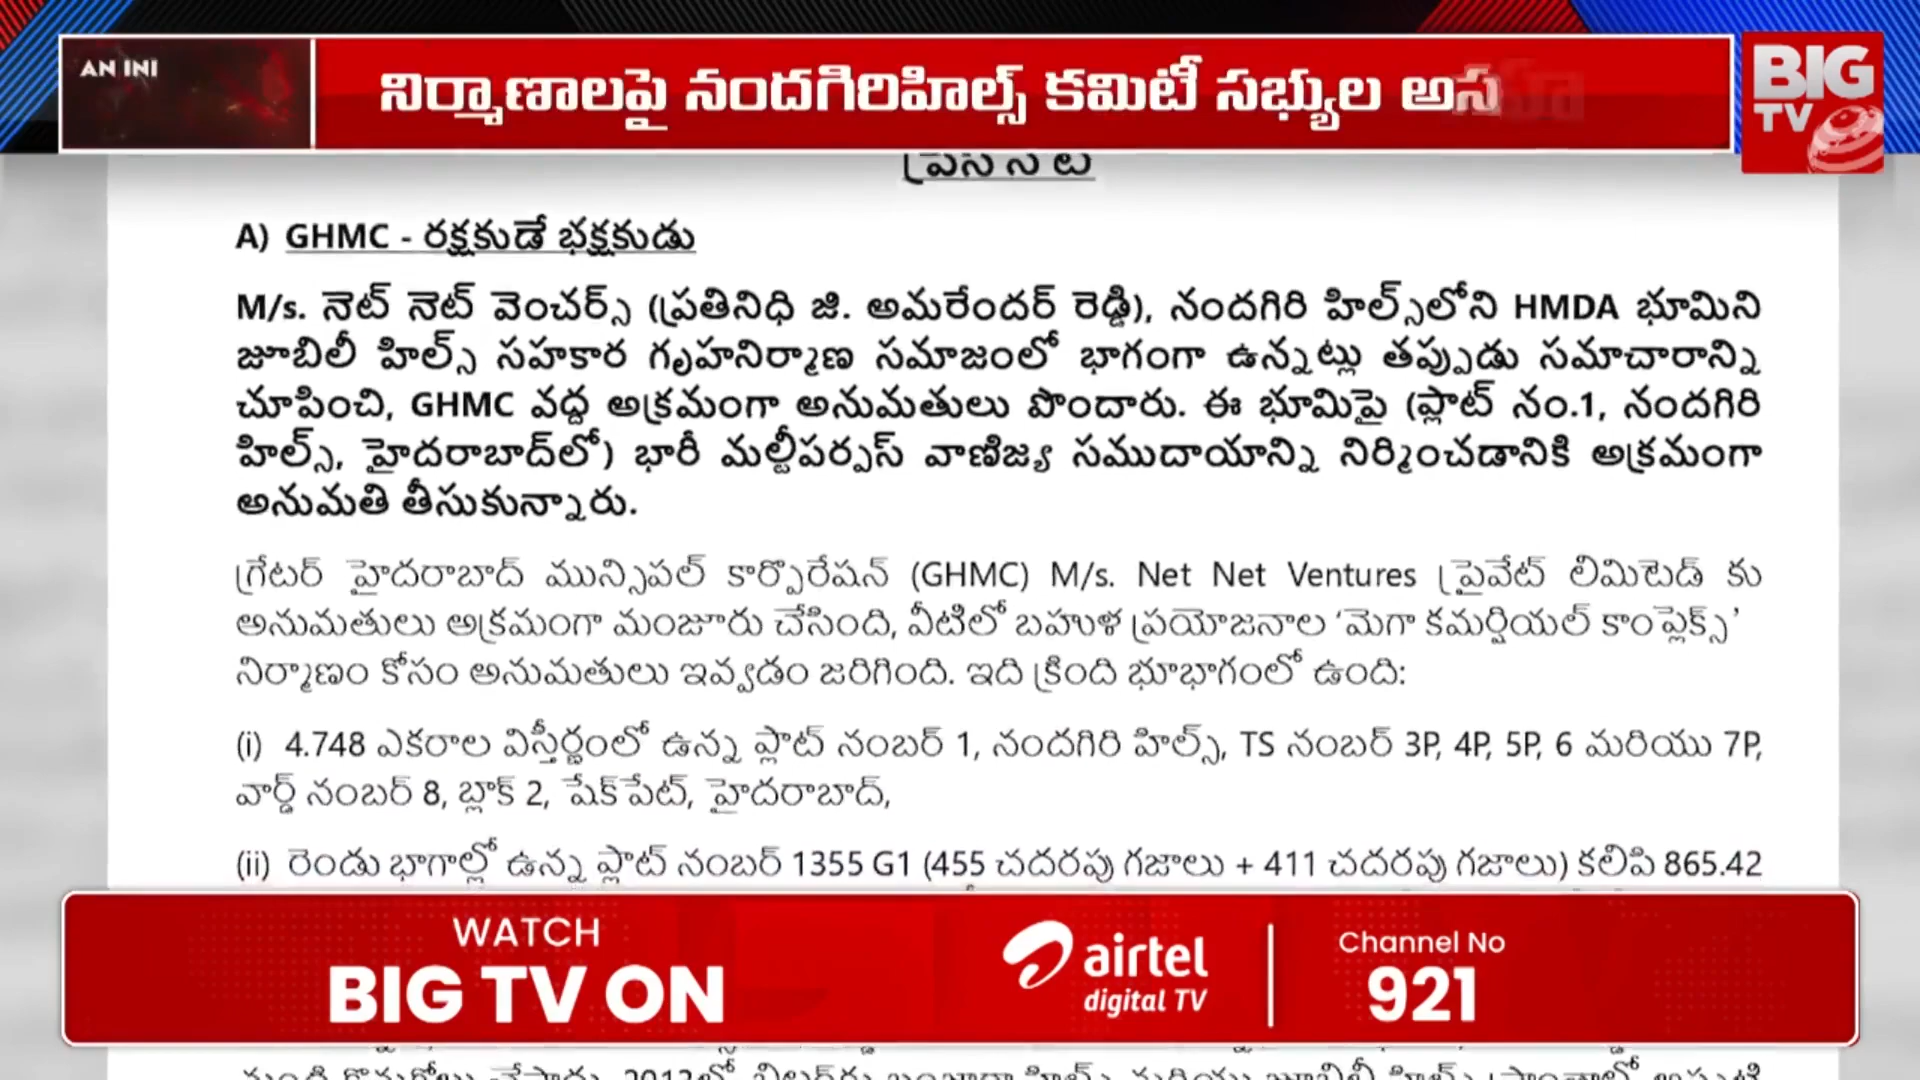 AN INI
నిర్మాణాలపై నందగిరిహిల్స్ కమిటీ సభ్యుల
BIG
TV
A) GHMC - రక్షకుడే భక్షకుడు
M/s. నెట్ నెట్ వెంచర్స్ (ప్రతినిధి జి. అమరేందర్ రెడ్డి), నందగిరి హిల్స్‌లోని HMDA భూమిని
జూబిలీ హిల్స్ సహకార గృహనిర్మాణ సమాజంలో భాగంగా ఉన్నట్లు తప్పుడు సమాచారాన్ని
చూపించి, GHMC వద్ద అక్రమంగా అనుమతులు పొందారు. ఈ భూమిపై (ప్లాట్ నం.1, నందగిరి
హిల్స్, హైదరాబాద్‌లో) భారీ మల్టీపర్పస్ వాణిజ్య సముదాయాన్ని నిర్మించడానికి అక్రమంగా
అనుమతి తీసుకున్నారు.
గ్రేటర్ హైదరాబాద్ మున్సిపల్ కార్పొరేషన్ (GHMC) M/s. Net Net Ventures ప్రైవేట్ లిమిటెడ్ కు
అనుమతులు అక్రమంగా మంజూరు చేసింది, వీటిలో బహుళ ప్రయోజనాల ‘మెగా కమర్షియల్ కాంప్లెక్స్’
నిర్మాణం కోసం అనుమతులు ఇవ్వడం జరిగింది. ఇది క్రింది భూభాగంలో ఉంది:
(i) 4.748 ఎకరాల విస్తీర్ణంలో ఉన్న ప్లాట్ నంబర్ 1, నందగిరి హిల్స్, TS నంబర్ 3P, 4P, 5P, 6 మరియు 7P,
వార్డ్ నంబర్ 8, బ్లాక్ 2, షేక్‌పేట్, హైదరాబాద్,
(ii) రెండు భాగాల్లో ఉన్న ప్లాట్ నంబర్ 1355 G1 (455 చదరపు గజాలు + 411 చదరపు గజాలు) కలిపి 865.42
WATCH
BIG TV ON
airtel
digital TV
Channel No
921